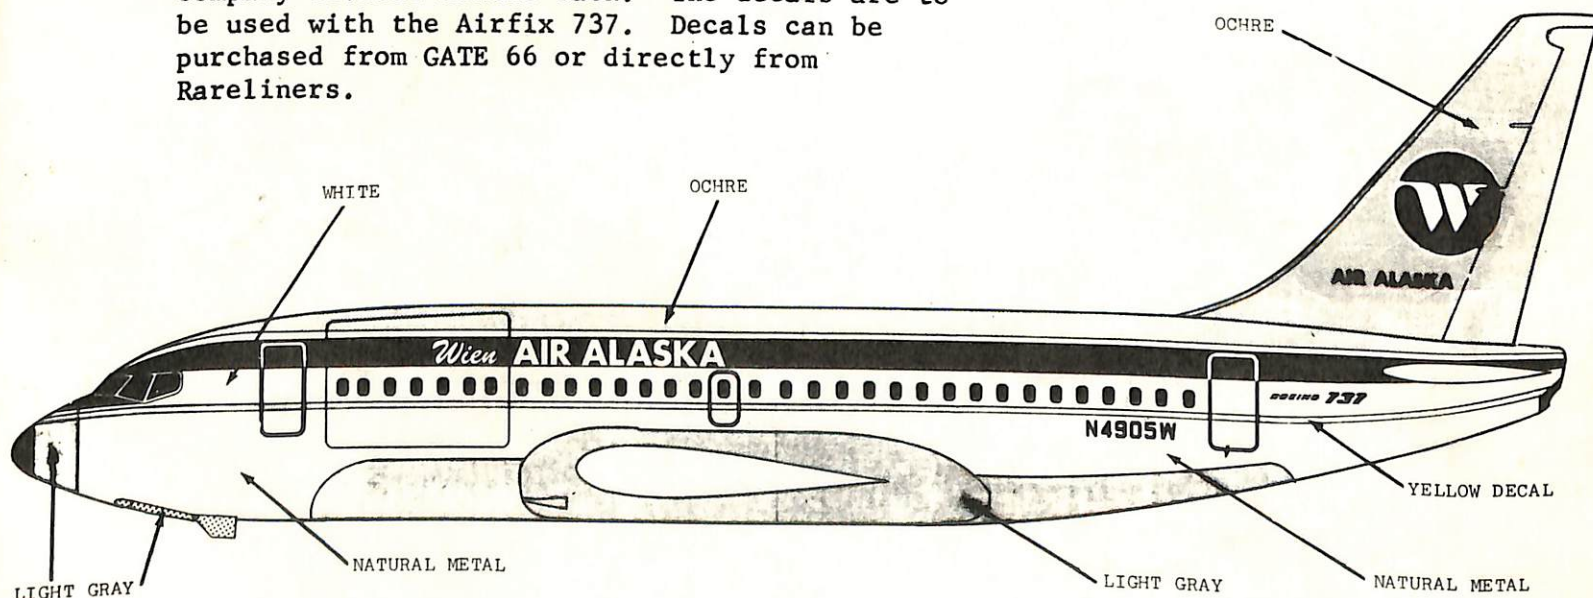 be used with the Airfix 737. Decals can be
purchased from GATE 66 or directly from
Rareliners.
OCHRE
WHITE
OCHRE
W
AIR ALASKA
Wien AIR ALASKA
BOEING 737
N4905W
YELLOW DECAL
NATURAL METAL
LIGHT GRAY
LIGHT GRAY
NATURAL METAL